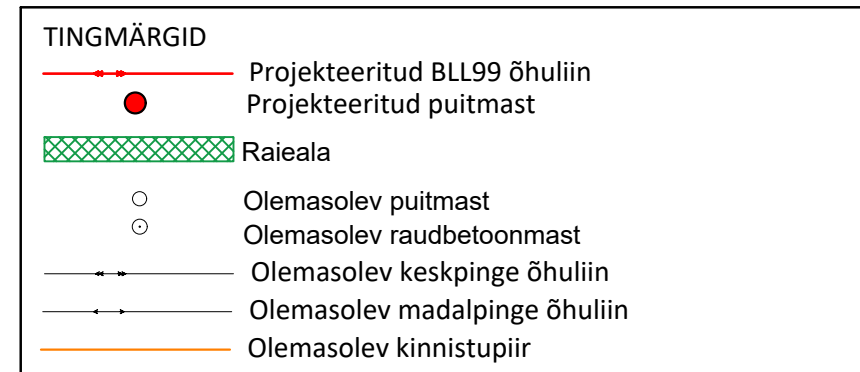 TINGMÄRGID
Projekteeritud BLL99 õhuliin
Projekteeritud puitmast
Raieala
Olemasolev puitmast
Olemasolev raudbetoonmast
Olemasolev keskpinge õhuliin
Olemasolev madalpinge õhuliin
Olemasolev kinnistupiir